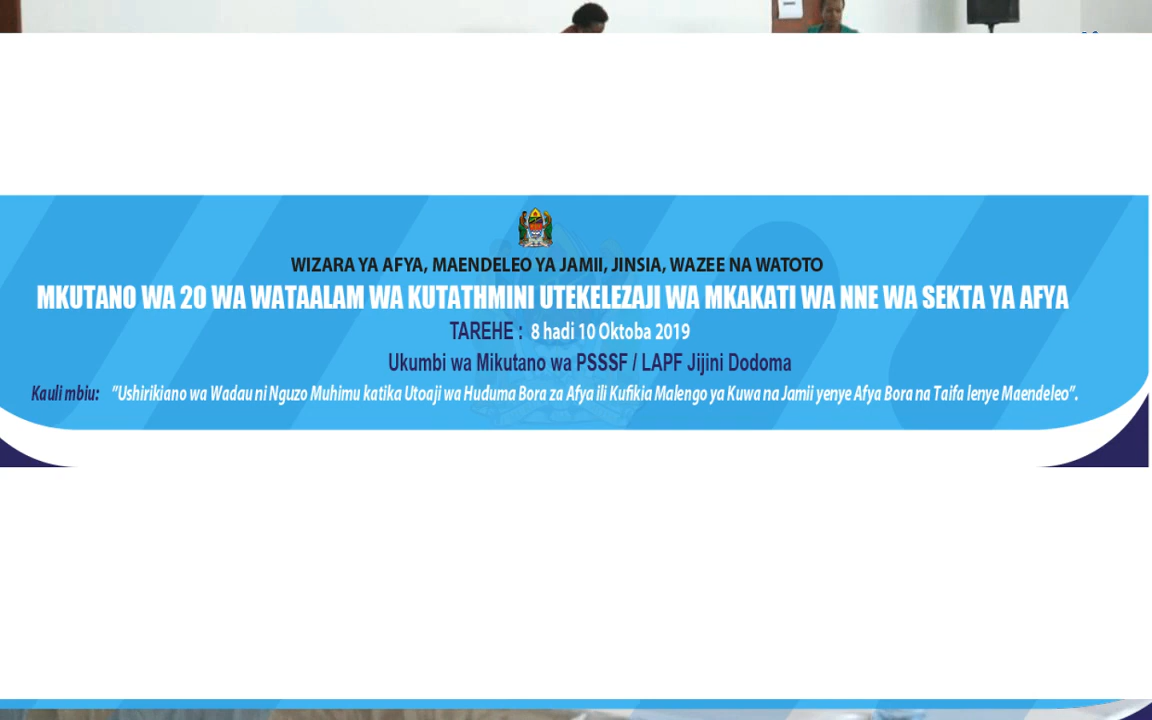 WIZARA YA AFYA, MAENDELEO YA JAMII, JINSIA, WAZEE NA WATOTO
MKUTANO WA 20 WA WATAALAM WA KUTATHMINI UTEKELEZAJI WA MKAKATI WA NNE WA SEKTA YA AFYA
TAREHE : 8 hadi 10 Oktoba 2019
Ukumbi wa Mikutano wa PSSSF / LAPF Jijini Dodoma
Kauli mbiu: "Ushirikiano wa Wadau ni Nguzo Muhimu katika Utoaji wa Huduma Bora za Afya ili Kufikia Malengo ya Kuwa na Jamii yenye Afya Bora na Taifa lenye Maendeleo".